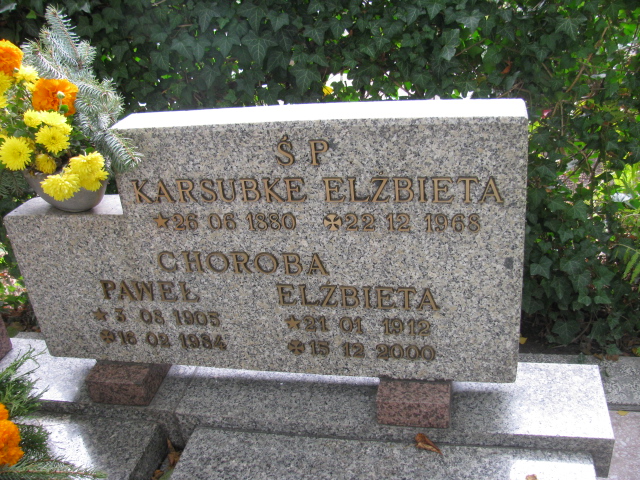 Ś P
KARSUBKE ELŻBIETA
★26 06 1880 ✠22 12 1968
CHOROBA
PAWEŁ ELŻBIETA
★3 08 1905 ★21 01 1912
✠16 02 1984 ✠15 12 2000